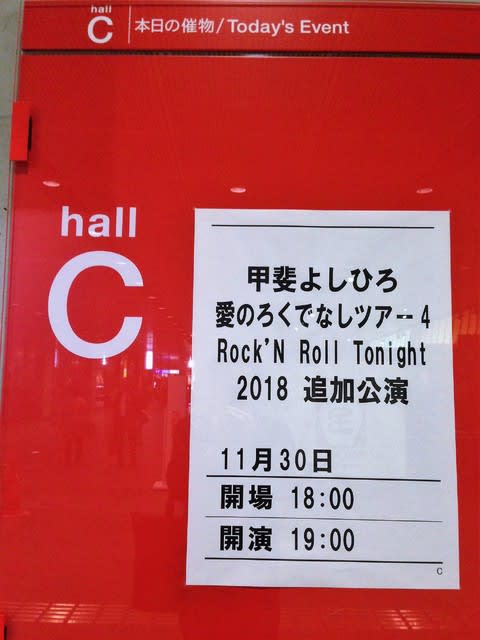 hall
C
本日の催物/Today's Event
hall
C
甲斐よしひろ
愛のろくでなしツアー4
Rock'N Roll Tonight
2018 追加公演
11月30日
開場 18:00
開演 19:00
C